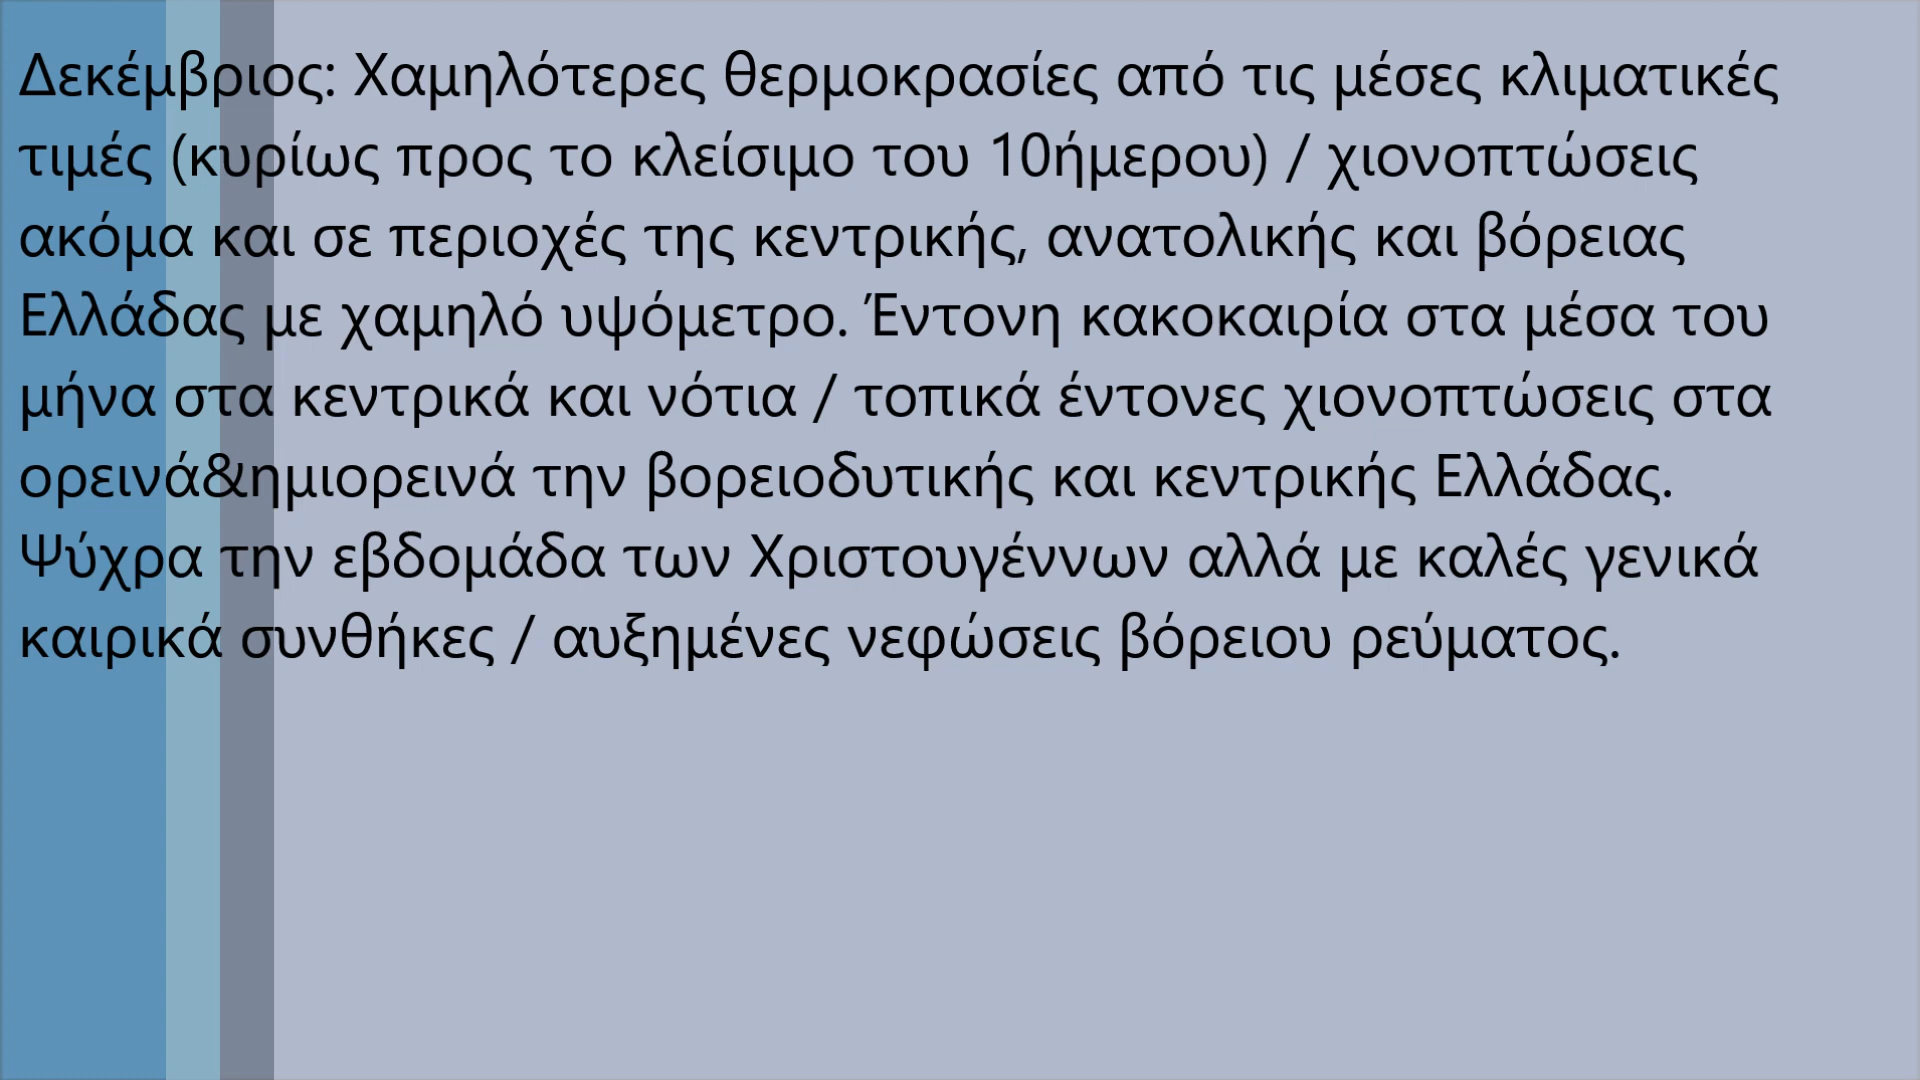 Δεκέμβριος: Χαμηλότερες θερμοκρασίες από τις μέσες κλιματικές
τιμές (κυρίως προς το κλείσιμο του 10ήμερου) / χιονοπτώσεις
ακόμα και σε περιοχές της κεντρικής, ανατολικής και βόρειας
Ελλάδας με χαμηλό υψόμετρο. Έντονη κακοκαιρία στα μέσα του
μήνα στα κεντρικά και νότια / τοπικά έντονες χιονοπτώσεις στα
ορεινά&ημιορεινά την βορειοδυτικής και κεντρικής Ελλάδας.
Ψύχρα την εβδομάδα των Χριστουγέννων αλλά με καλές γενικά
καιρικά συνθήκες / αυξημένες νεφώσεις βόρειου ρεύματος.